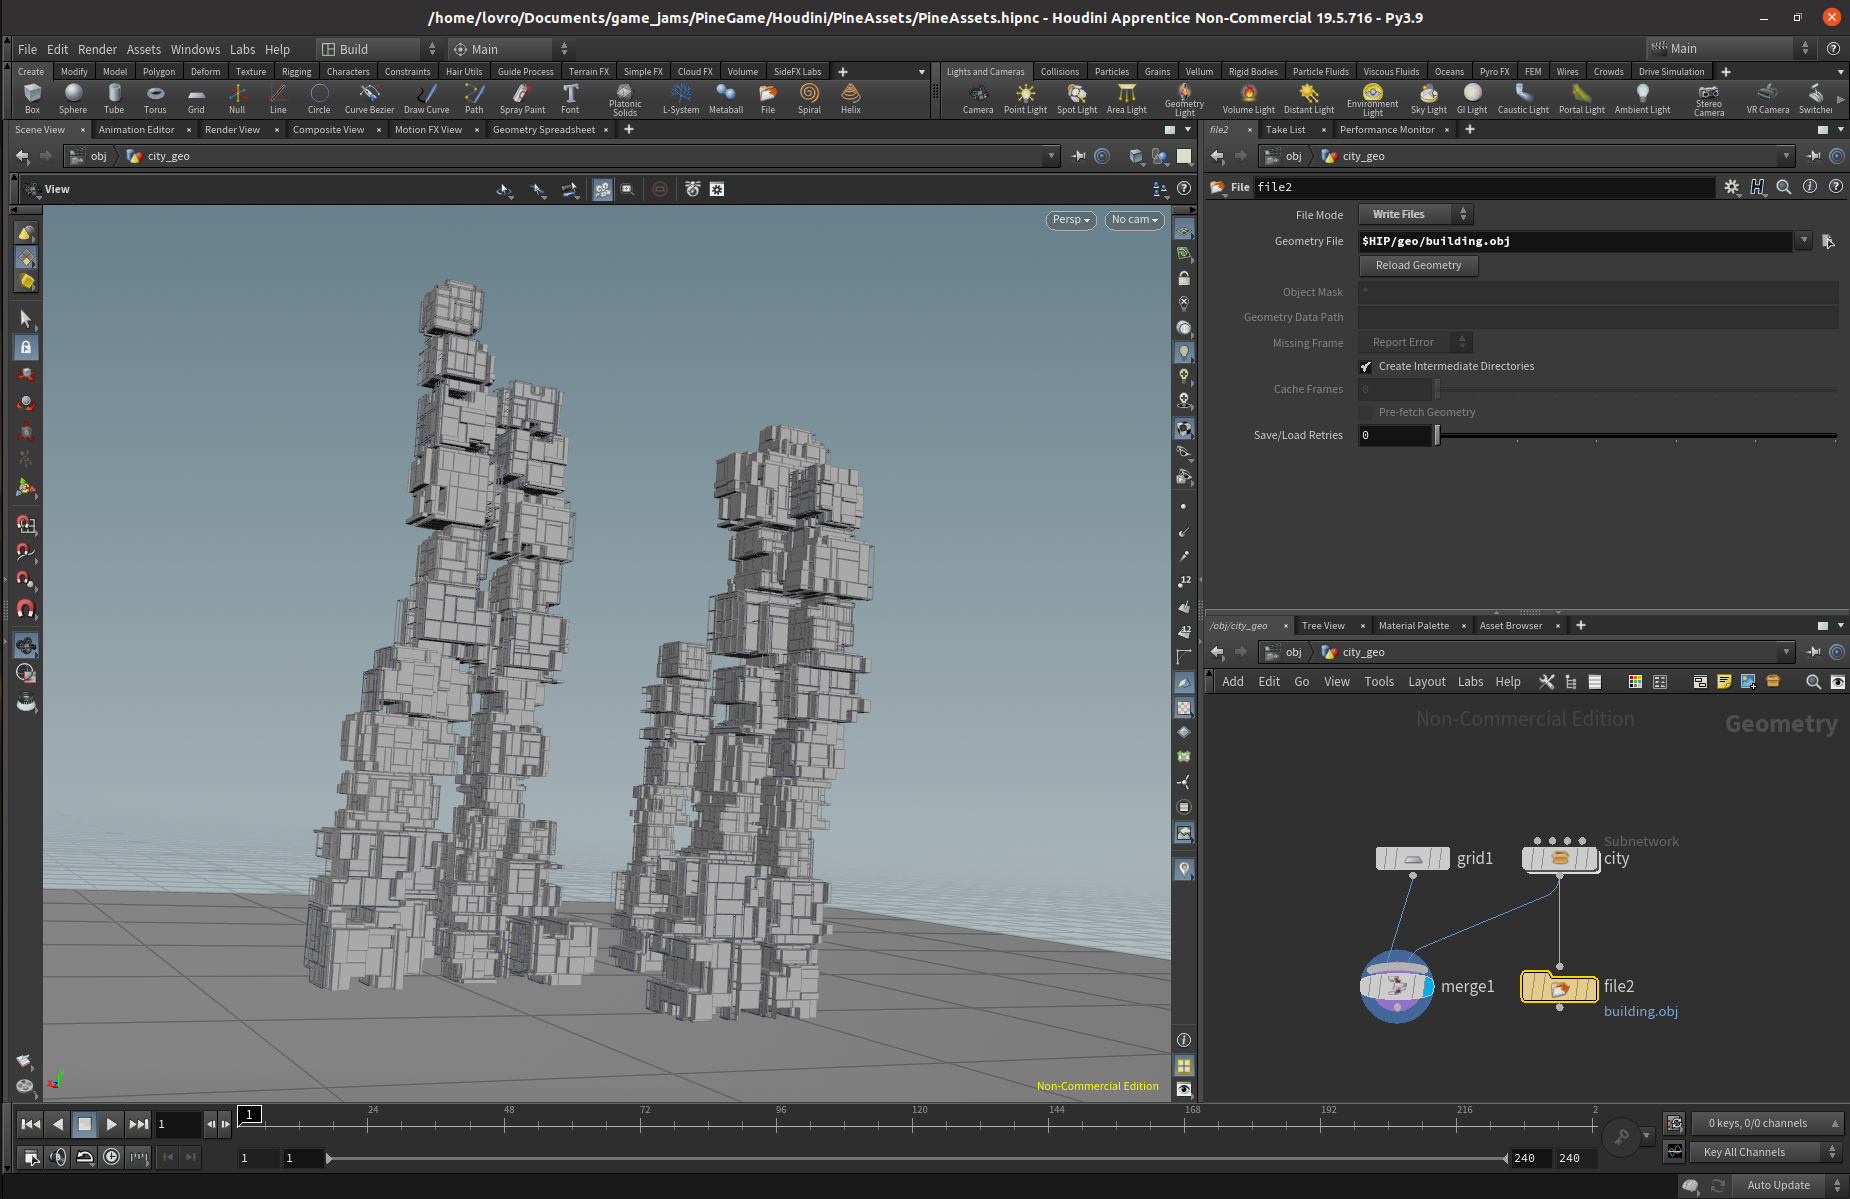 /home/lovro/Documents/game_jams/PineGame/Houdini/PineAssets/PineAssets.hipnc - Houdini Apprentice Non-Commercial 19.5.716 - Py3.9
File Edit Render Assets Windows Labs Help Build Main Main
Create Modify Model Polygon Deform Texture Rigging Characters Constraints Hair Utils Guide Process Terrain FX Simple FX Cloud FX Volume SideFX Labs
Lights and Cameras Collisions Particles Grains Vellum Rigid Bodies Particle Fluids Viscous Fluids Oceans Pyro FX FEM Wires Crowds Drive Simulation
Box Sphere Tube Torus Grid Null Line Circle Curve Bezier Draw Curve Path Spray Paint Font Platonic Solids L-System Metaball File Spiral Helix
Camera Point Light Spot Light Area Light Geometry Light Volume Light Distant Light Environment Light Sky Light GI Light Caustic Light Portal Light Ambient Light Stereo Camera VR Camera Switcher
Scene View Animation Editor Render View Composite View Motion FX View Geometry Spreadsheet
file2 Take List Performance Monitor
obj city_geo
obj city_geo
View
File file2
Persp No cam
File Mode Write Files
Geometry File $HIP/geo/building.obj
Reload Geometry
Object Mask *
Geometry Data Path
Missing Frame Report Error
Create Intermediate Directories
Cache Frames 0
Pre-fetch Geometry
Save/Load Retries 0
12
12
/obj/city_geo Tree View Material Palette Asset Browser
obj city_geo
Add Edit Go View Tools Layout Labs Help
Non-Commercial Edition Geometry
Subnetwork
grid1 city
merge1 file2
building.obj
Non-Commercial Edition
1 1 24 48 72 96 120 144 168 192 216 2
0 keys, 0/0 channels
1 1 240 240
Key All Channels
Auto Update